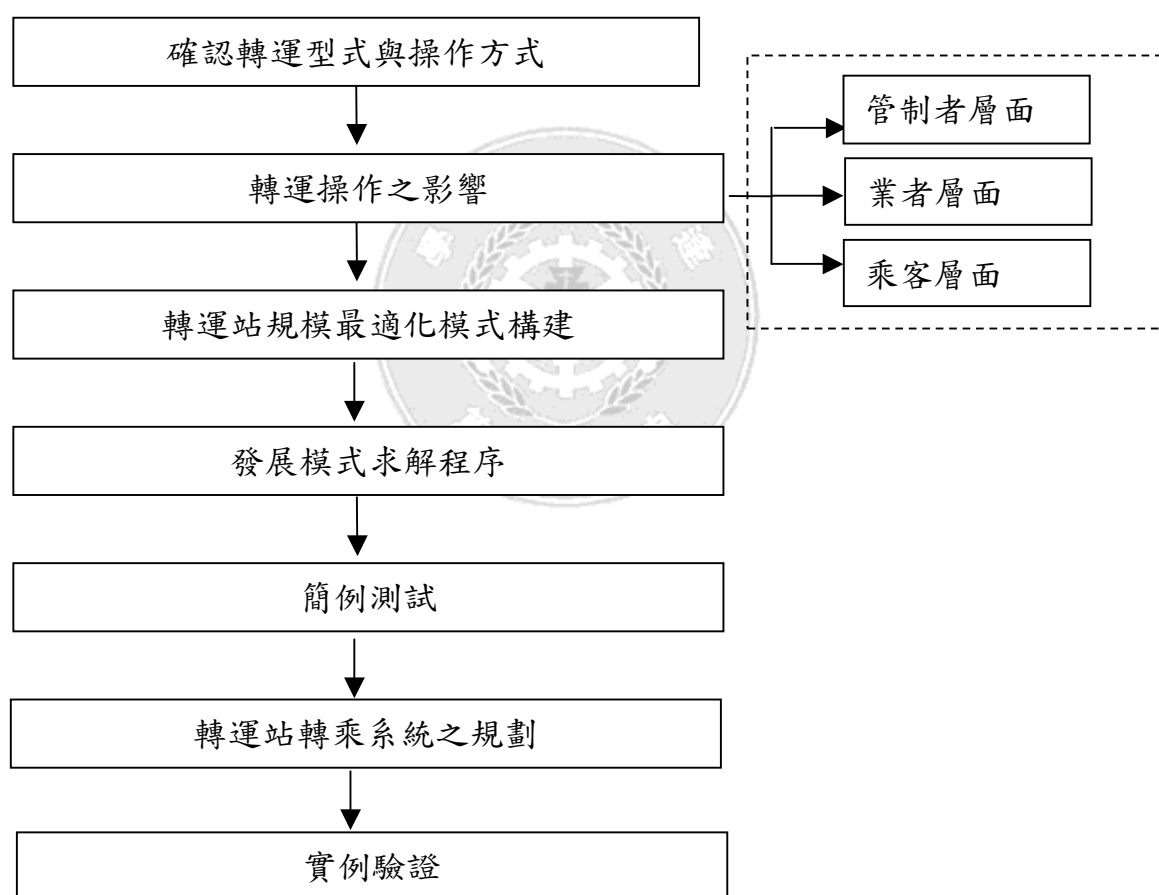 確認轉運型式與操作方式
轉運操作之影響
管制者層面
業者層面
乘客層面
轉運站規模最適化模式構建
發展模式求解程序
簡例測試
轉運站轉乘系統之規劃
實例驗證